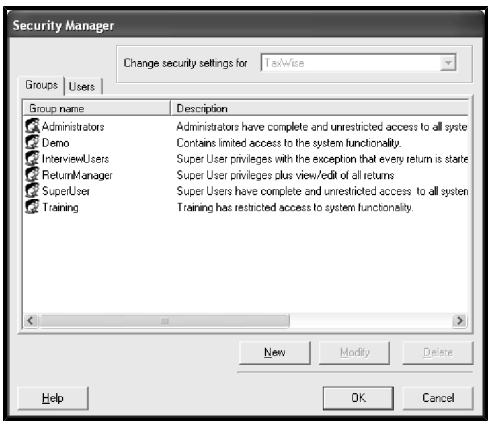 Security Manager
Change security settings for TaxWise
Groups Users
Group name Description
Administrators Administrators have complete and unrestricted access to all syste
Demo Contains limited access to the system functionality.
InterviewUsers Super User privileges with the exception that every return is starte
ReturnManager Super User privileges plus view/edit of all returns
SuperUser Super Users have complete and unrestricted access to all system
Training Training has restricted access to system functionality.
New Modify Delete
Help OK Cancel